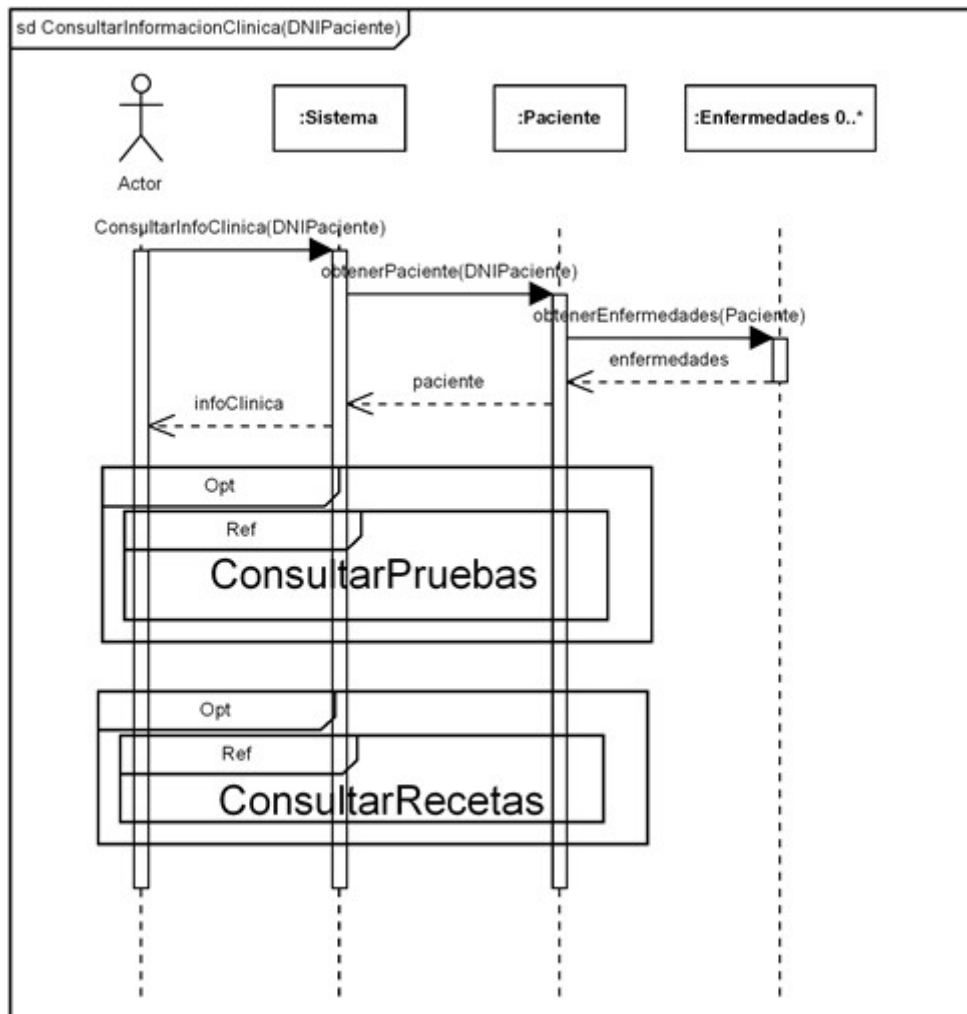 sd ConsultarInformacionClinica(DNIPaciente)
:Sistema
:Paciente
:Enfermedades 0..*
Actor
ConsultarInfoClinica(DNIPaciente)
obtenerPaciente(DNIPaciente)
obtenerEnfermedades(Paciente)
enfermedades
paciente
infoClinica
Opt
Ref
ConsultarPruebas
Opt
Ref
ConsultarRecetas